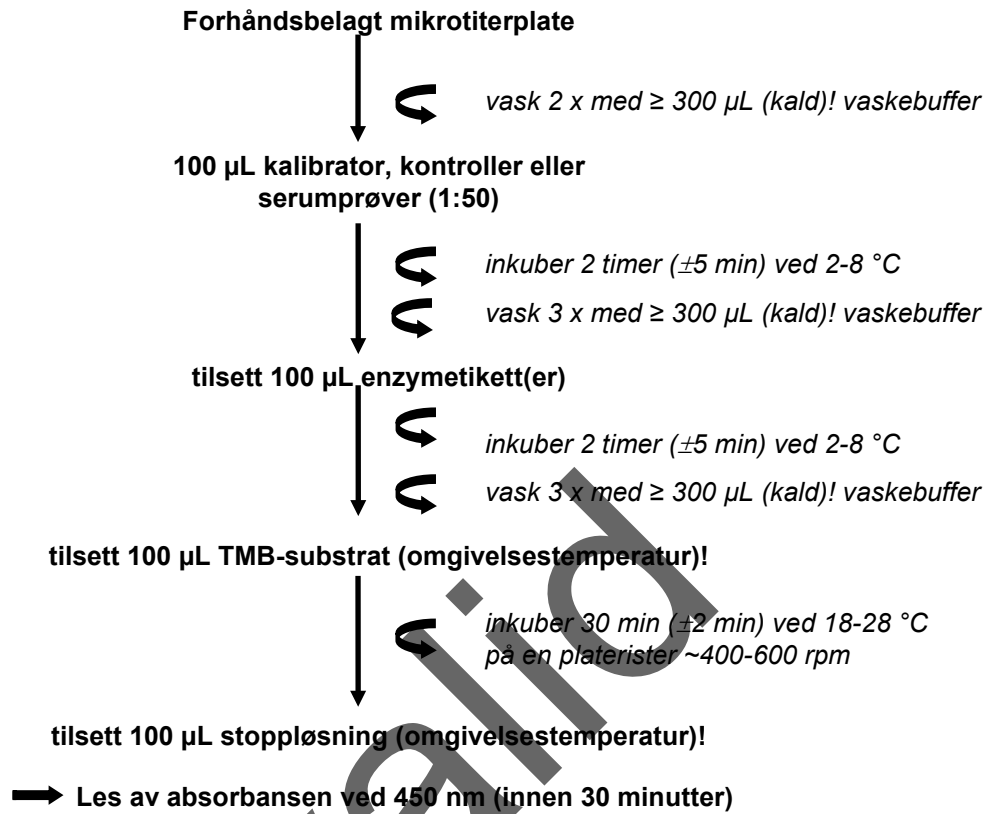 Forhåndsbelagt mikrotiterplate
vask 2 x med ≥ 300 µL (kald)! vaskebuffer
100 µL kalibrator, kontroller eller
serumprøver (1:50)
inkuber 2 timer (±5 min) ved 2-8 °C
vask 3 x med ≥ 300 µL (kald)! vaskebuffer
tilsett 100 µL enzymetikett(er)
inkuber 2 timer (±5 min) ved 2-8 °C
vask 3 x med ≥ 300 µL (kald)! vaskebuffer
tilsett 100 µL TMB-substrat (omgivelsestemperatur)!
inkuber 30 min (±2 min) ved 18-28 °C
på en platerister ~400-600 rpm
tilsett 100 µL stoppløsning (omgivelsestemperatur)!
Les av absorbansen ved 450 nm (innen 30 minutter)